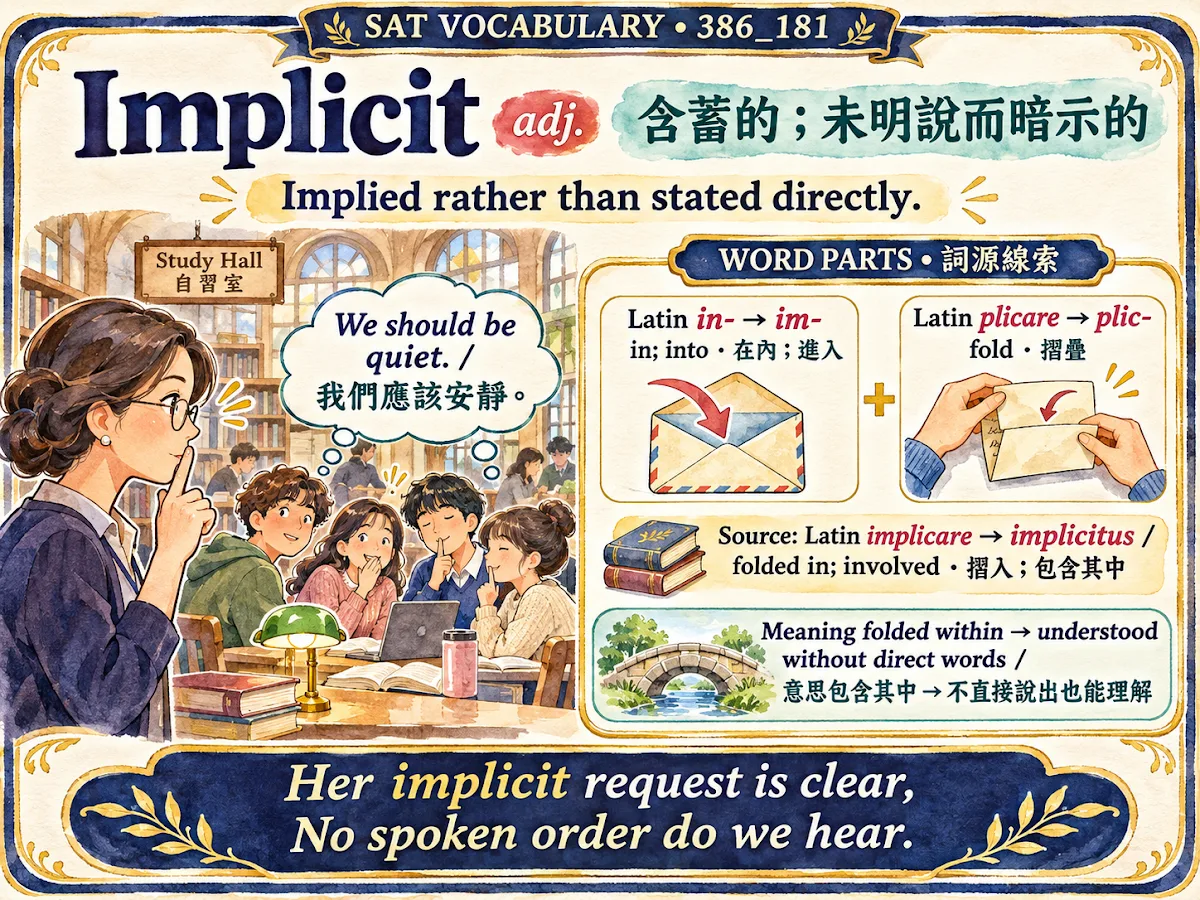 SAT VOCABULARY • 386_181
Implicit adj. 含蓄的；未明說而暗示的
Implied rather than stated directly.
Study Hall
自習室
We should be
quiet. /
我們應該安靜。
WORD PARTS • 詞源線索
Latin in- → im-
in; into · 在內；進入
+
Latin plicare → plic-
fold · 摺疊
Source: Latin implicare → implicitus /
folded in; involved · 摺入；包含其中
Meaning folded within → understood
without direct words /
意思包含其中 → 不直接說出也能理解
Her implicit request is clear,
No spoken order do we hear.